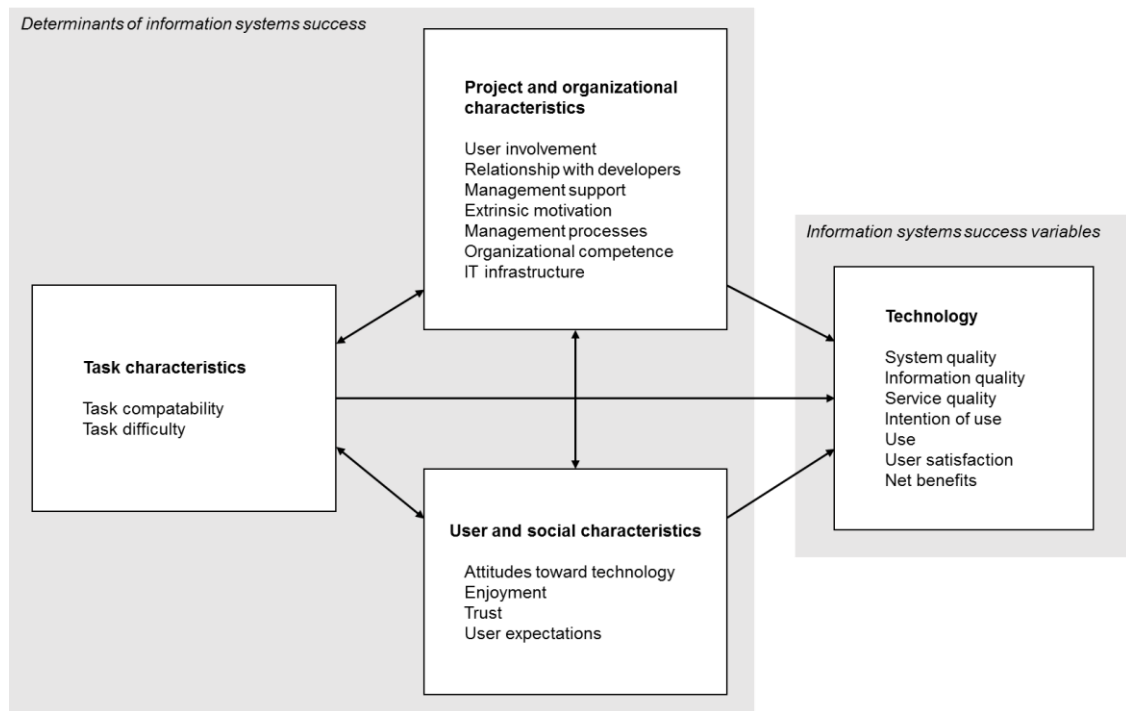 Determinants of information systems success
Project and organizational
characteristics
User involvement
Relationship with developers
Management support
Extrinsic motivation
Management processes
Organizational competence
IT infrastructure
Information systems success variables
Technology
System quality
Information quality
Service quality
Intention of use
Use
User satisfaction
Net benefits
Task characteristics
Task compatability
Task difficulty
User and social characteristics
Attitudes toward technology
Enjoyment
Trust
User expectations